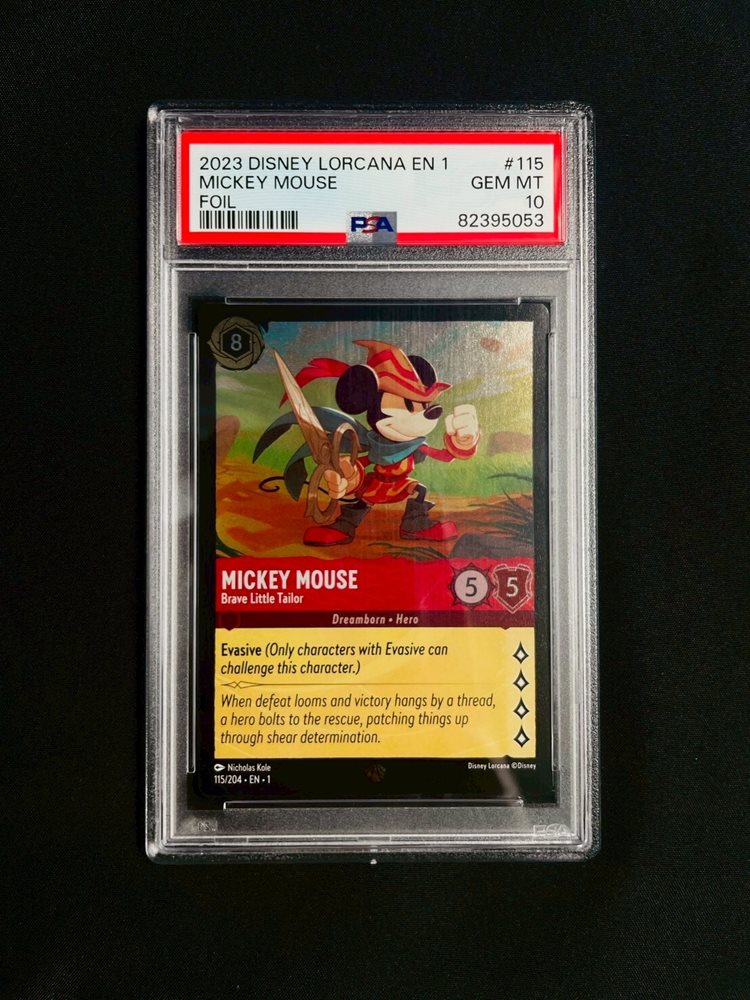 2023 DISNEY LORCANA EN 1 #115
MICKEY MOUSE GEM MT
FOIL 10
PSA 82395053
8
MICKEY MOUSE
Brave Little Tailor
5 5
Dreamborn • Hero
Evasive (Only characters with Evasive can
challenge this character.)
When defeat looms and victory hangs by a thread,
a hero bolts to the rescue, patching things up
through shear determination.
Nicholas Kole
Disney Lorcana ©Disney
115/204 • EN • 1
PSA